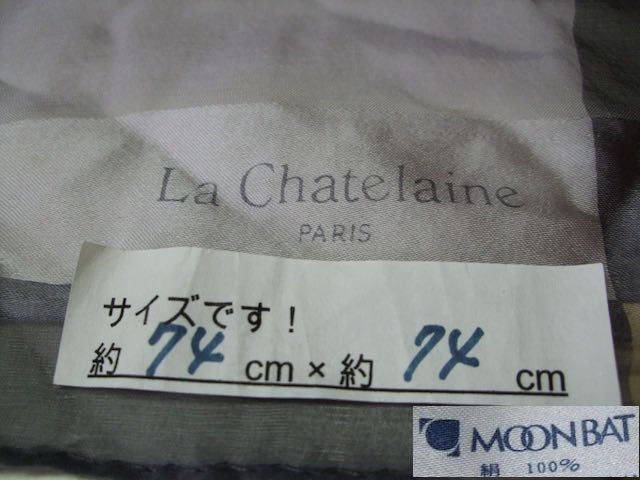 La Chatelaine
PARIS
サイズです!
約 74 cm × 約 74 cm
MOONBAT
絹 100%